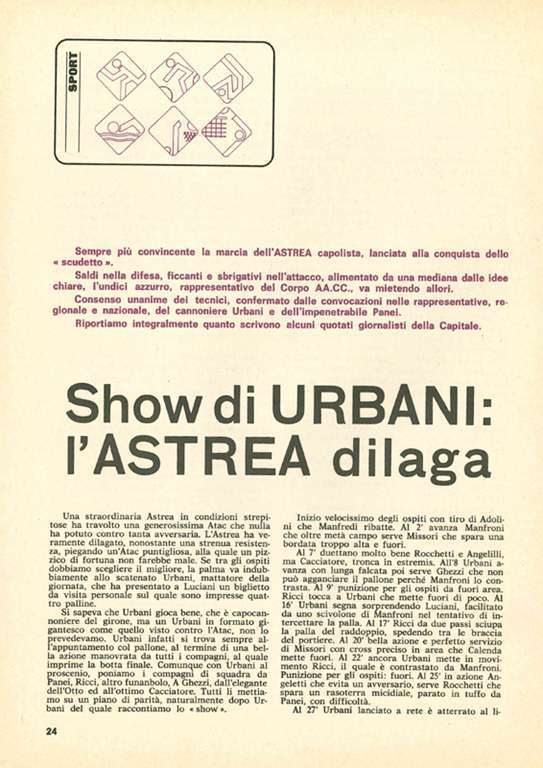 SPORT
Sempre più convincente la marcia dell'ASTREA capolista, lanciata alla conquista dello
« scudetto ».
Saldi nella difesa, ficcanti e sbrigativi nell'attacco, alimentato da una mediana dalle idee
chiare, l'undici azzurro, rappresentativo del Corpo AA.CC., va mietendo allori.
Consenso unanime dei tecnici, confermato dalle convocazioni nelle rappresentative, re-
gionale e nazionale, del cannoniere Urbani e dell'impenetrabile Panei.
Riportiamo integralmente quanto scrivono alcuni quotati giornalisti della Capitale.
Show di URBANI:
l'ASTREA dilaga
Una straordinaria Astrea in condizioni strepi-
tose ha travolto una generosissima Atac che nulla
ha potuto contro tanta avversaria. L'Astrea ha ve-
ramente dilagato, nonostante una strenua resisten-
za, piegando un'Atac puntigliosa, alla quale un piz-
zico di fortuna non farebbe male. Se tra gli ospiti
dobbiamo scegliere il migliore, la palma va indub-
biamente allo scatenato Urbani, mattatore della
giornata, che ha presentato a Luciani un biglietto
da visita personale sul quale sono impresse quat-
tro palline.
Si sapeva che Urbani gioca bene, che è capocan-
noniere del girone, ma un Urbani in formato gi-
gantesco come quello visto contro l'Atac, non lo
prevedevamo. Urbani infatti si trova sempre al-
l'appuntamento col pallone, al termine di una bel-
la azione manovrata da tutti i compagni, al quale
imprime la botta finale. Comunque con Urbani al
proscenio, poniamo i compagni di squadra da
Panei, Ricci, altro funanbolo, A Ghezzi, dall'elegante
dell'Otto ed all'ottimo Cacciatore. Tutti li mettia-
mo su un piano di parità, naturalmente dopo Ur-
bani del quale raccontiamo lo « show ».
Inizio velocissimo degli ospiti con tiro di Adoli-
ni che Manfredi ribatte. Al 2' avanza Manfroni
che oltre metà campo serve Missori che spara una
bordata troppo alta e fuori.
Al 7' duettano molto bene Rocchetti e Angelilli,
ma Cacciatore, tronca in estremis. All'8 Urbani a-
vanza con lunga falcata poi serve Ghezzi che non
può agganciare il pallone perché Manfroni lo con-
trasta. Al 9' punizione per gli ospiti da fuori area.
Ricci tocca a Urbani che mette fuori di poco. Al
16' Urbani segna sorprendendo Luciani, facilitato
da uno scivolone di Manfroni nel tentativo di in-
tercettare la palla. Al 17' Ricci da due passi sciupa
la palla del raddoppio, spedendo tra le braccia
del portiere. Al 20' bella azione e perfetto servizio
di Missori con cross preciso in area che Calenda
mette fuori. Al 22' ancora Urbani mette in movi-
mento Ricci, il quale è contrastato da Manfroni.
Punizione per gli ospiti: fuori. Al 25' in azione An-
geletti che evita un avversario, serve Rocchetti che
spara un rasoterra micidiale, parato in tuffo da
Panei, con difficoltà.
Al 27' Urbani lanciato a rete è atterrato al li-
24